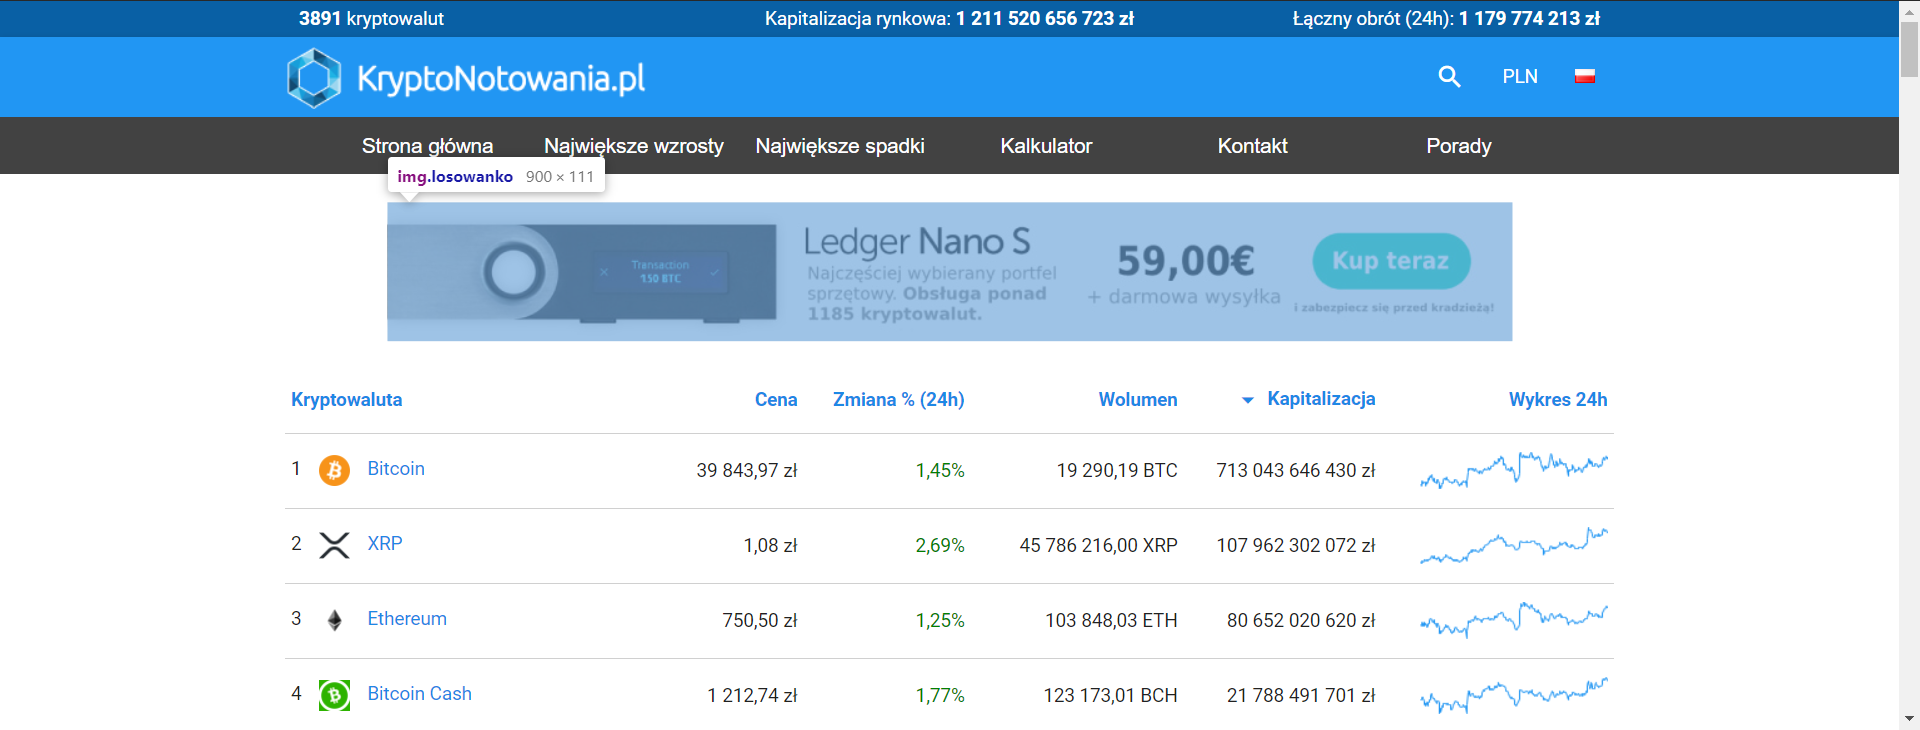 3891 kryptowalut Kapitalizacja rynkowa: 1 211 520 656 723 zł Łączny obrót (24h): 1 179 774 213 zł
KryptoNotowania.pl PLN
Strona główna Największe wzrosty Największe spadki Kalkulator Kontakt Porady
img.losowanko 900 × 111
Ledger Nano S
Najczęściej wybierany portfel
sprzętowy. Obsługa ponad
1185 kryptowalut.
Transaction
1.50 BTC
59,00€
+ darmowa wysyłka
Kup teraz
i zabezpiecz się przed kradzieżą!
Kryptowaluta Cena Zmiana % (24h) Wolumen Kapitalizacja Wykres 24h
1 Bitcoin 39 843,97 zł 1,45% 19 290,19 BTC 713 043 646 430 zł
2 XRP 1,08 zł 2,69% 45 786 216,00 XRP 107 962 302 072 zł
3 Ethereum 750,50 zł 1,25% 103 848,03 ETH 80 652 020 620 zł
4 Bitcoin Cash 1 212,74 zł 1,77% 123 173,01 BCH 21 788 491 701 zł